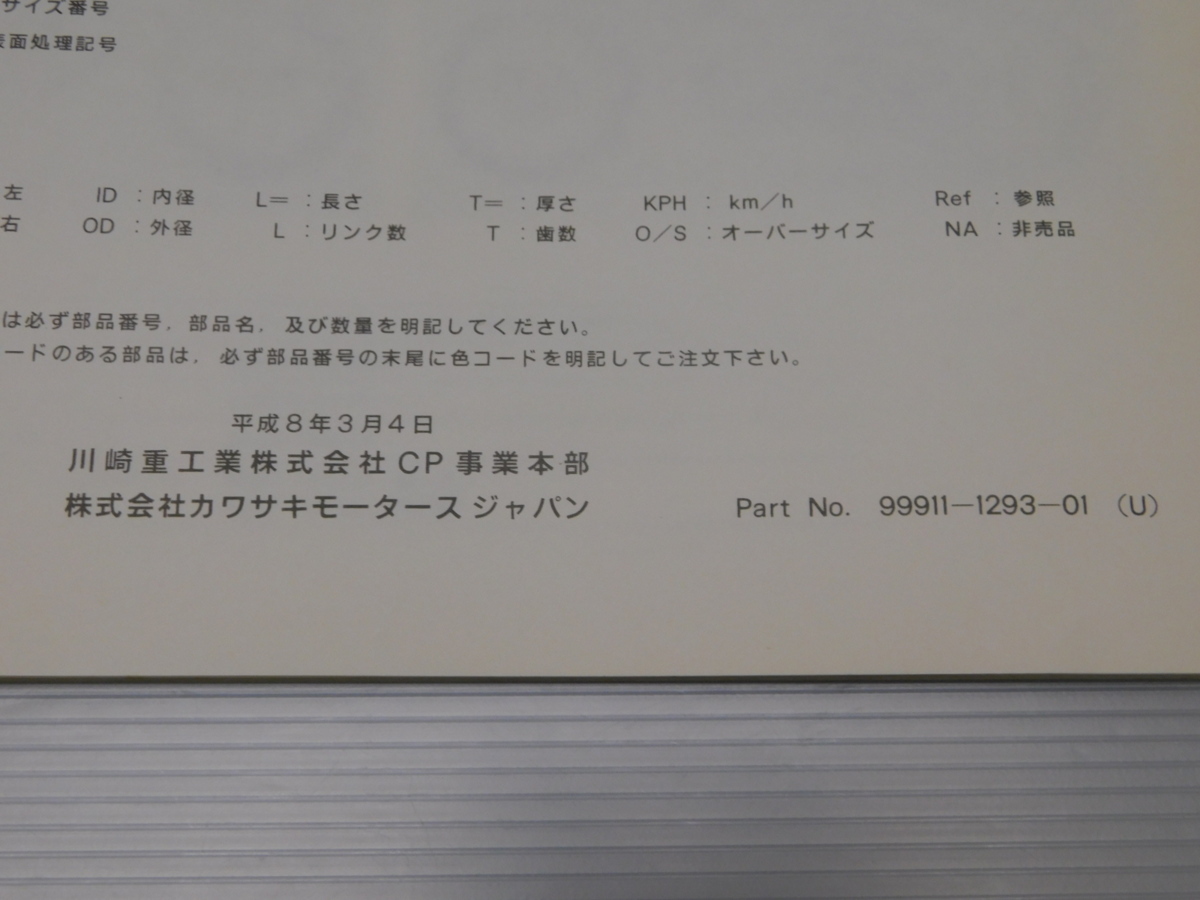 サイズ番号
表面処理記号
左 ID : 内径 L= : 長さ T= : 厚さ KPH : km/h Ref : 参照
右 OD : 外径 L : リンク数 T : 歯数 O/S : オーバーサイズ NA : 非売品
は必ず部品番号, 部品名, 及び数量を明記してください。
ードのある部品は, 必ず部品番号の末尾に色コードを明記してご注文下さい。
平成8年3月4日
川崎重工業株式会社CP事業本部
株式会社カワサキモータース ジャパン Part No. 99911-1293-01 (U)